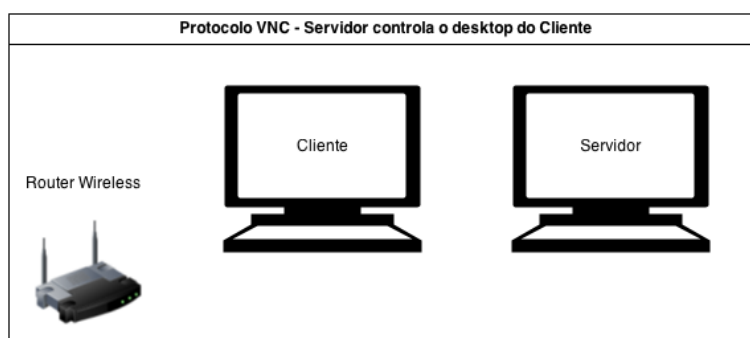 Protocolo VNC - Servidor controla o desktop do Cliente
Cliente
Servidor
Router Wireless